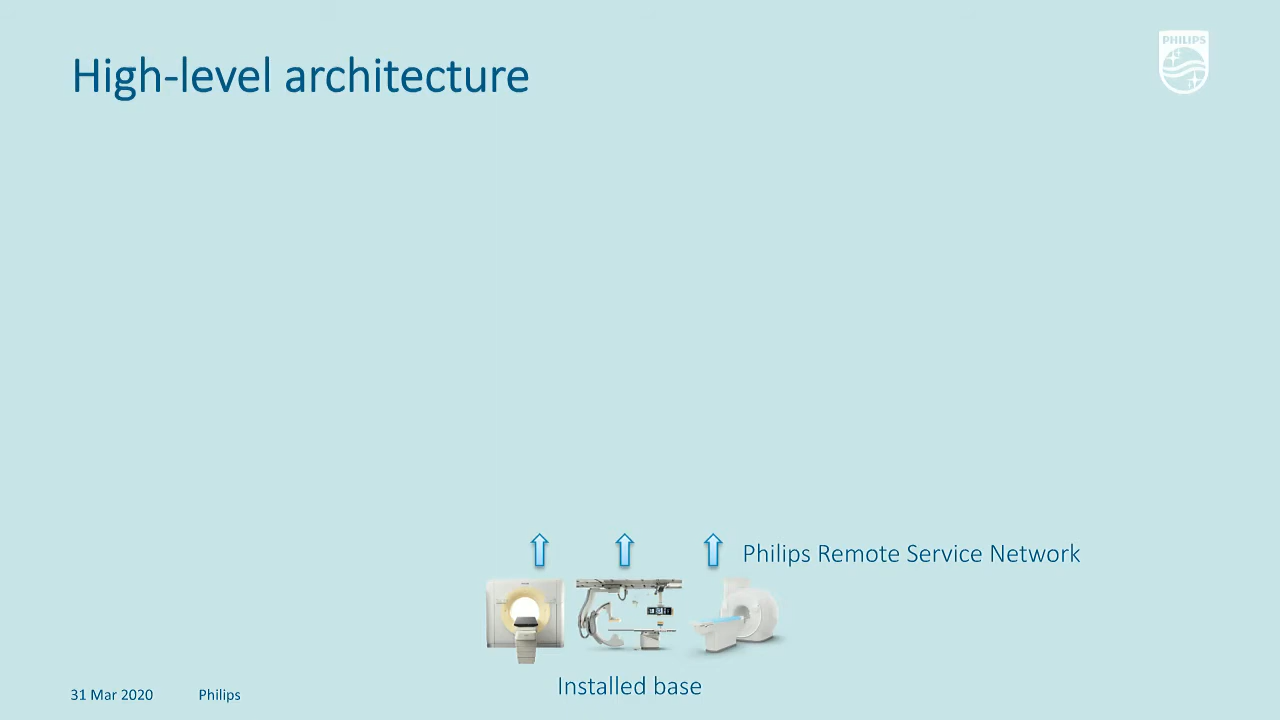 High-level architecture
PHILIPS
Philips Remote Service Network
Installed base
31 Mar 2020
Philips